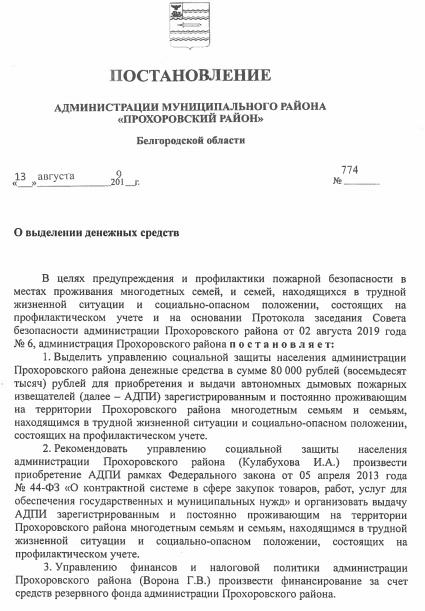 ПОСТАНОВЛЕНИЕ
АДМИНИСТРАЦИИ МУНИЦИПАЛЬНОГО РАЙОНА
«ПРОХОРОВСКИЙ РАЙОН»
Белгородской области
«13» августа 2019 г. № 774
О выделении денежных средств
В целях предупреждения и профилактики пожарной безопасности в
местах проживания многодетных семей, и семей, находящихся в трудной
жизненной ситуации и социально-опасном положении, состоящих на
профилактическом учете и на основании Протокола заседания Совета
безопасности администрации Прохоровского района от 02 августа 2019 года
№ 6, администрация Прохоровского района постановляет:
1. Выделить управлению социальной защиты населения администрации
Прохоровского района денежные средства в сумме 80 000 рублей (восемьдесят
тысяч) рублей для приобретения и выдачи автономных дымовых пожарных
извещателей (далее – АДПИ) зарегистрированным и постоянно проживающим
на территории Прохоровского района многодетным семьям и семьям,
находящимся в трудной жизненной ситуации и социально-опасном положении,
состоящих на профилактическом учете.
2. Рекомендовать управлению социальной защиты населения
администрации Прохоровского района (Кулабухова И.А.) произвести
приобретение АДПИ рамках Федерального закона от 05 апреля 2013 года
№ 44-ФЗ «О контрактной системе в сфере закупок товаров, работ, услуг для
обеспечения государственных и муниципальных нужд» и организовать выдачу
АДПИ зарегистрированным и постоянно проживающим на территории
Прохоровского района многодетным семьям и семьям, находящимся в трудной
жизненной ситуации и социально-опасном положении, состоящих на
профилактическом учете.
3. Управлению финансов и налоговой политики администрации
Прохоровского района (Ворона Г.В.) произвести финансирование за счет
средств резервного фонда администрации Прохоровского района.